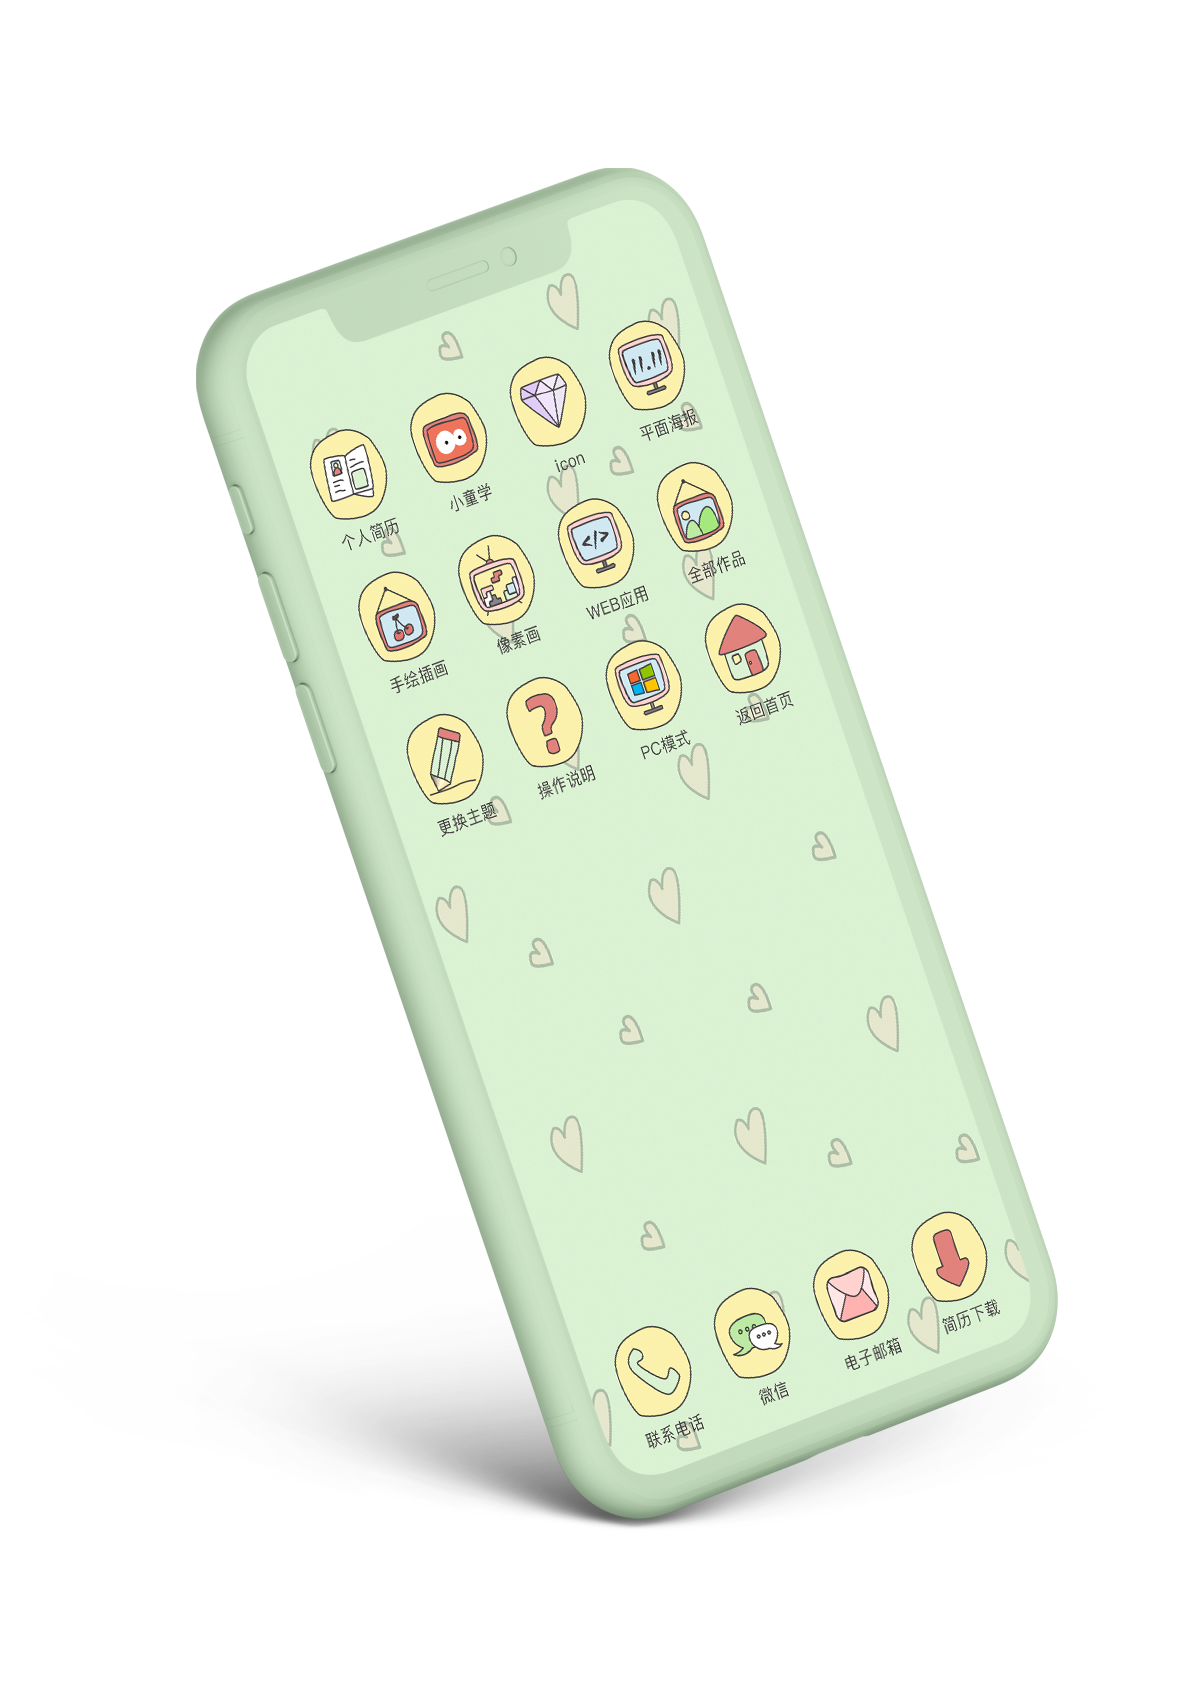 个人简历
小童学
icon
平面海报
手绘插画
像素画
WEB应用
全部作品
更换主题
操作说明
PC模式
返回首页
联系电话
微信
电子邮箱
简历下载
11.11
</>